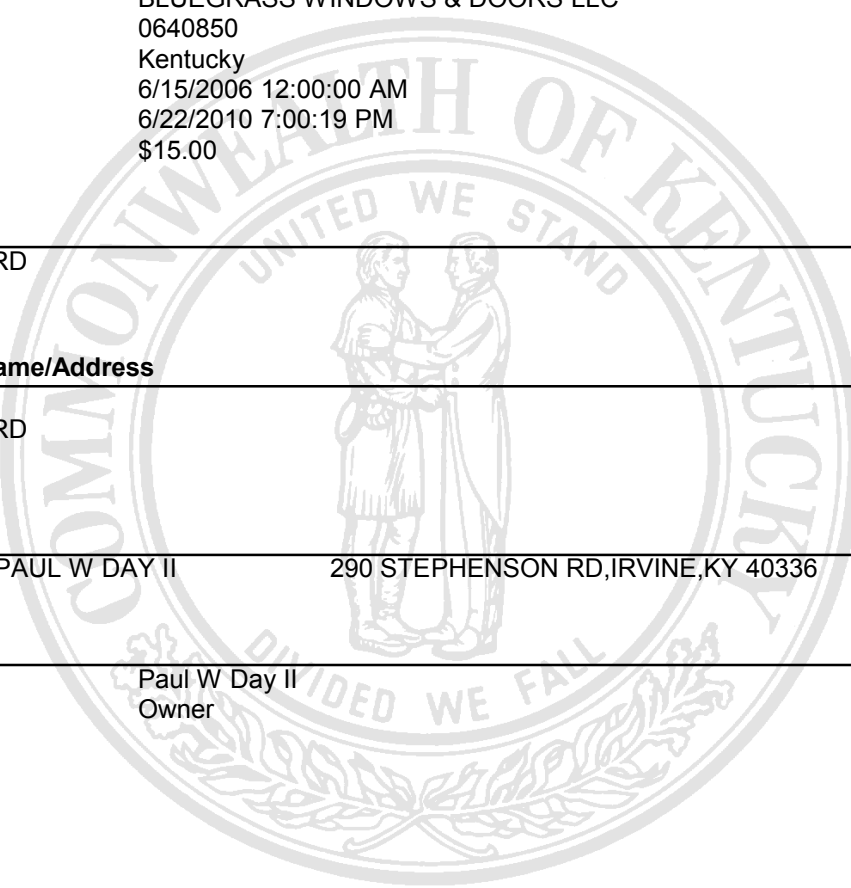 BLUEGRASS WINDOWS & DOORS LLC
0640850
Kentucky
6/15/2006 12:00:00 AM
6/22/2010 7:00:19 PM
$15.00
COMMONWEALTH OF KENTUCKY
UNITED WE STAND
RD
ame/Address
RD
PAUL W DAY II 290 STEPHENSON RD,IRVINE,KY 40336
DIVIDED WE FALL
Paul W Day II
Owner